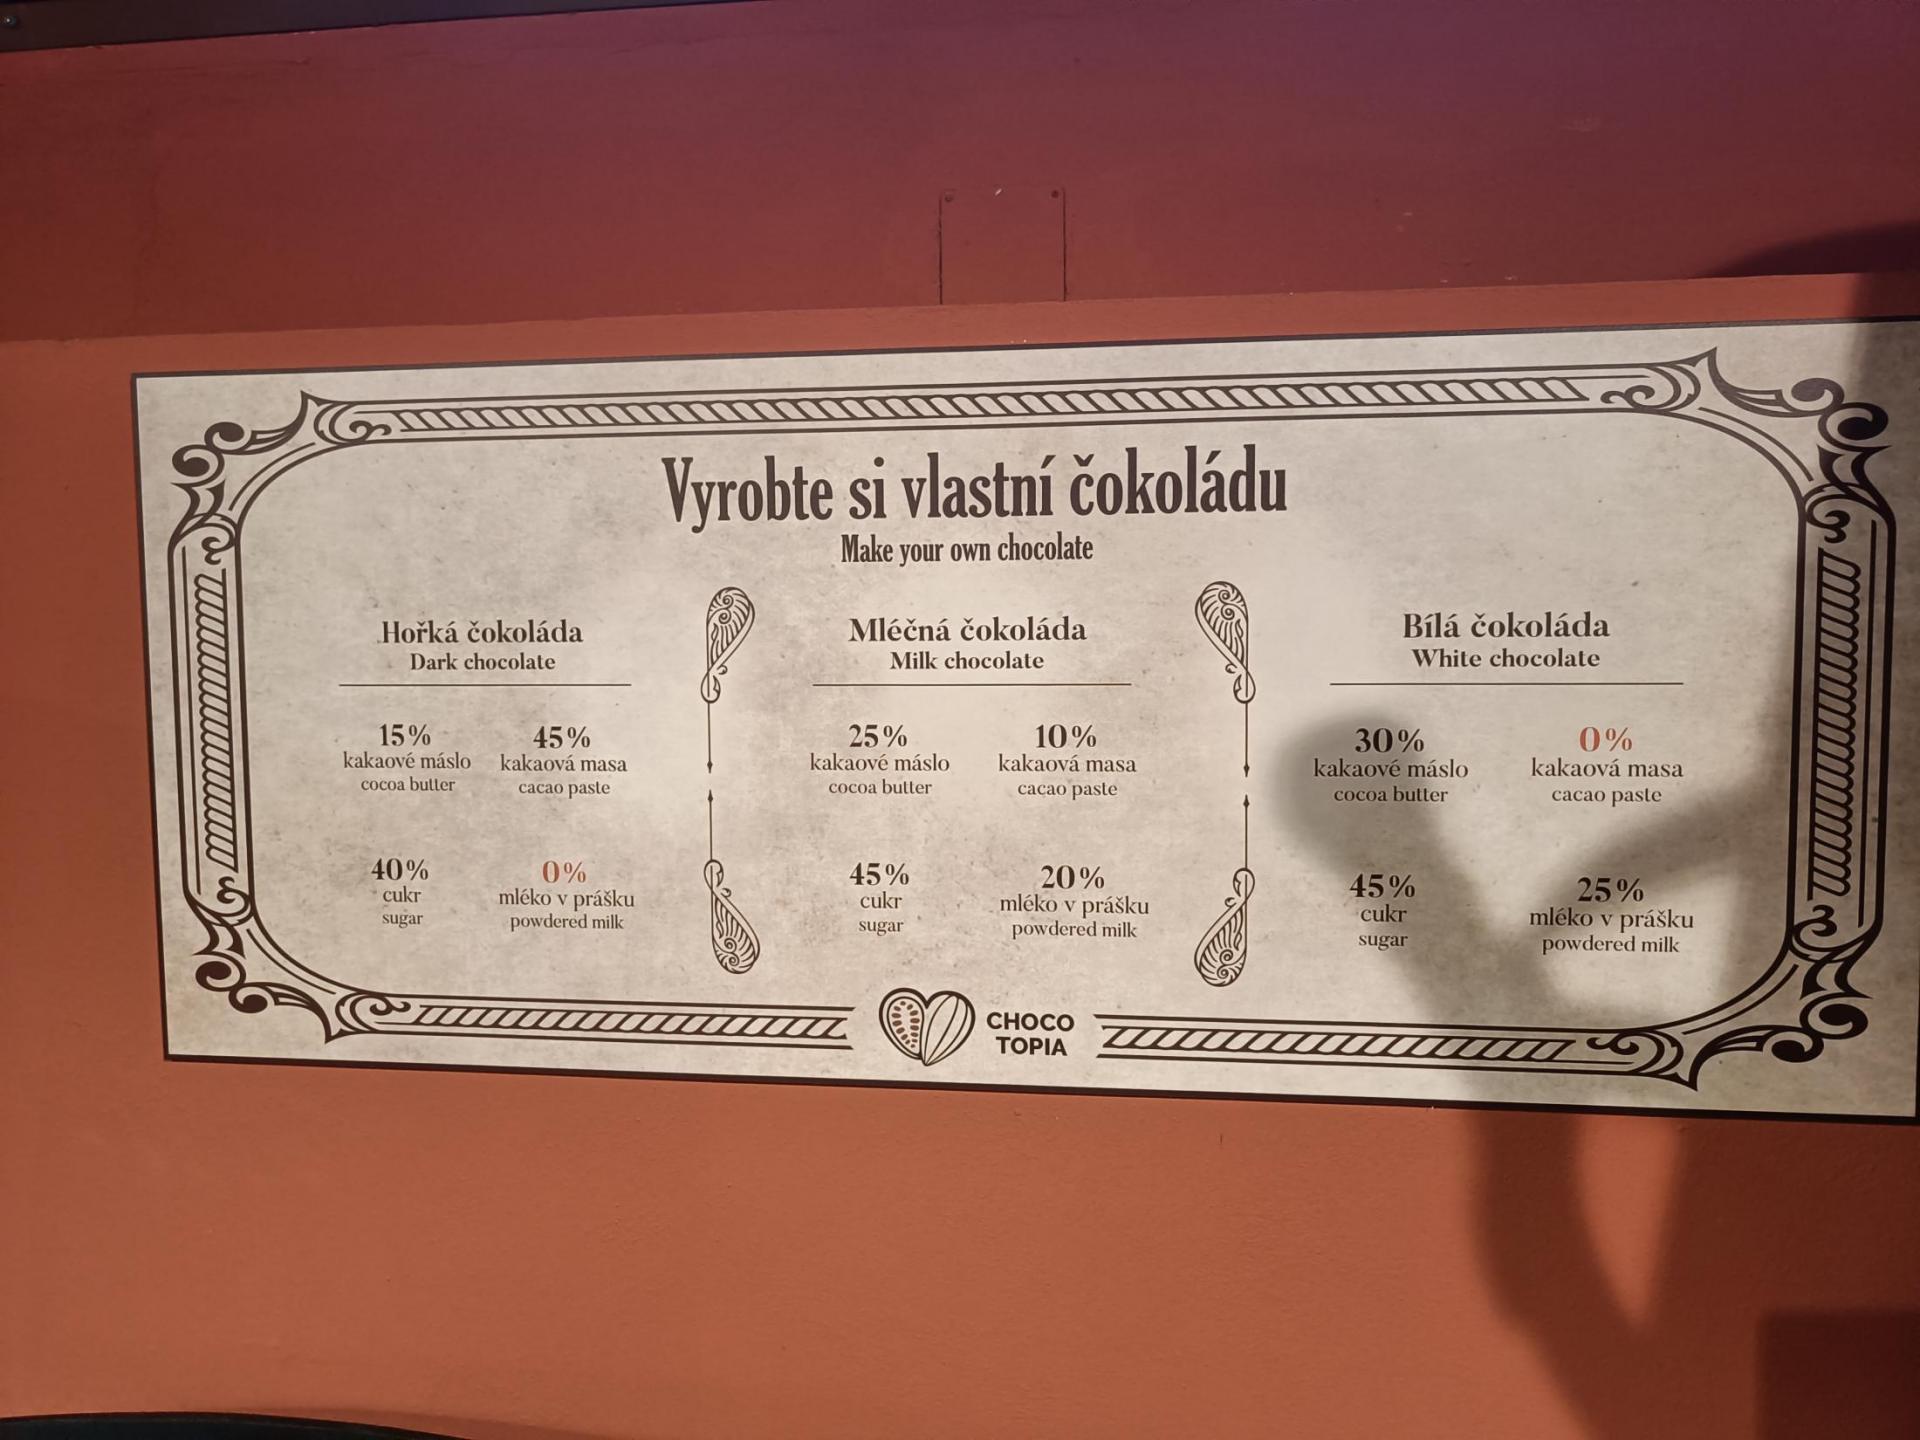 Vyrobte si vlastní čokoládu
Make your own chocolate
Hořká čokoláda
Dark chocolate
15%
kakaové máslo
cocoa butter
45%
kakaová masa
cacao paste
40%
cukr
sugar
0%
mléko v prášku
powdered milk
Mléčná čokoláda
Milk chocolate
25%
kakaové máslo
cocoa butter
10%
kakaová masa
cacao paste
45%
cukr
sugar
20%
mléko v prášku
powdered milk
Bílá čokoláda
White chocolate
30%
kakaové máslo
cocoa butter
0%
kakaová masa
cacao paste
45%
cukr
sugar
25%
mléko v prášku
powdered milk
CHOCO
TOPIA